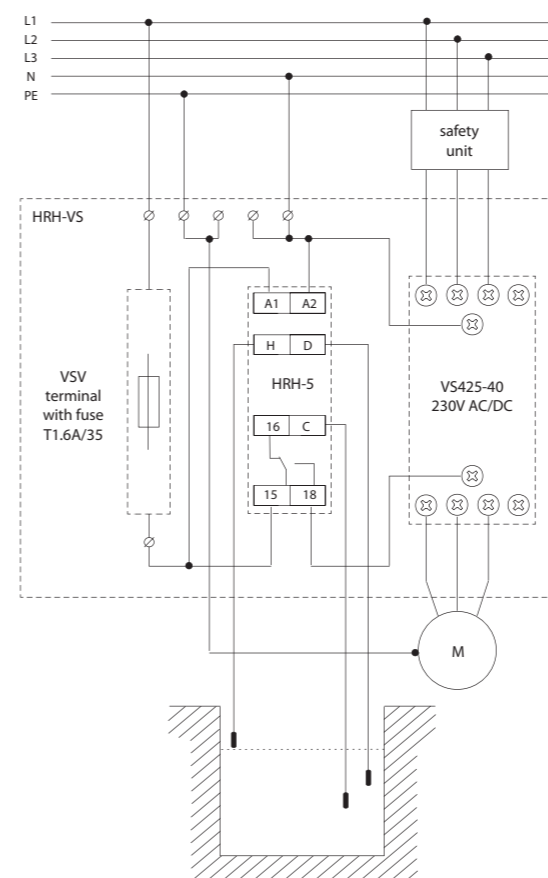 L1
L2
L3
N
PE
safety
unit
HRH-VS
A1 A2
H D
VSV
terminal
with fuse
T1.6A/35
HRH-5
VS425-40
230V AC/DC
16 C
15 18
M